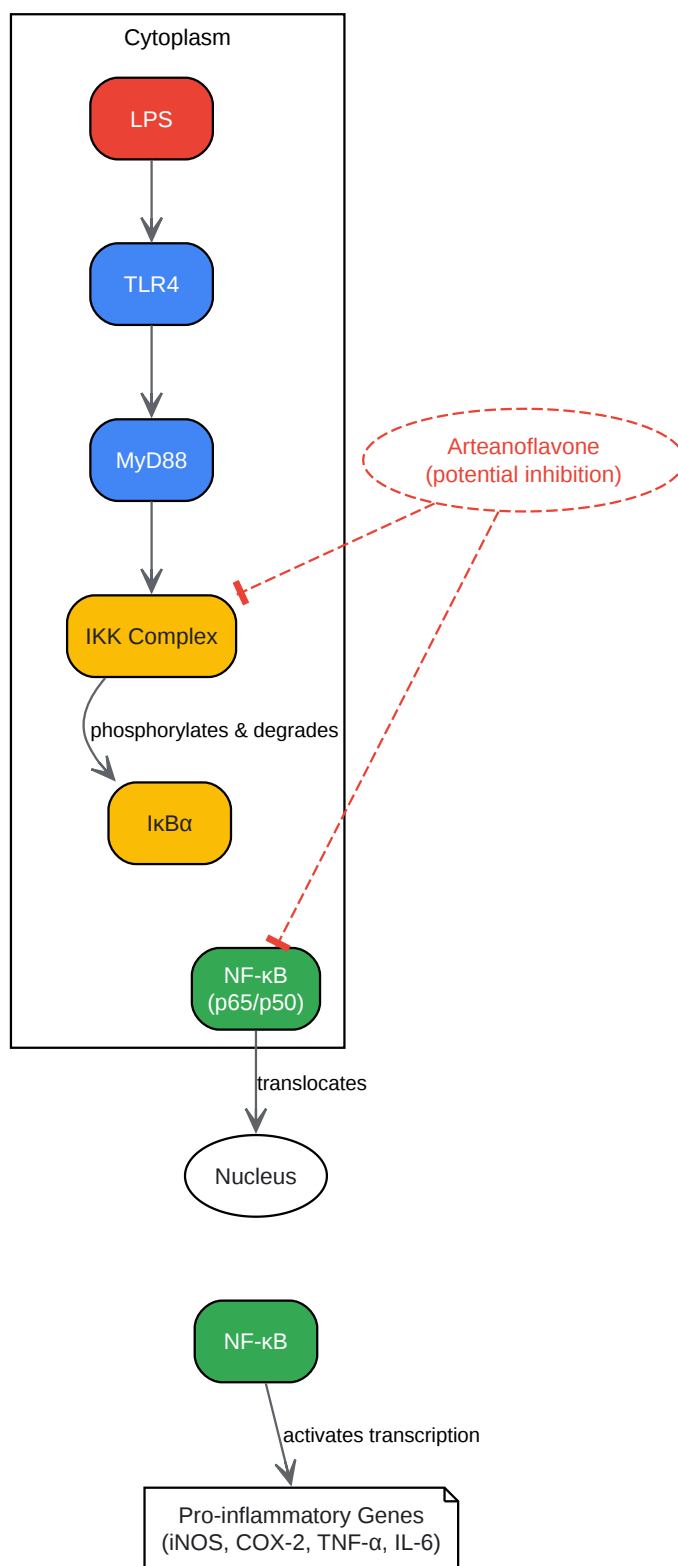 Cytoplasm
LPS
TLR4
MyD88
Arteanoflavone
(potential inhibition)
IKK Complex
phosphorylates & degrades
IκBα
NF-κB
(p65/p50)
translocates
Nucleus
NF-κB
activates transcription
Pro-inflammatory Genes
(iNOS, COX-2, TNF-α, IL-6)